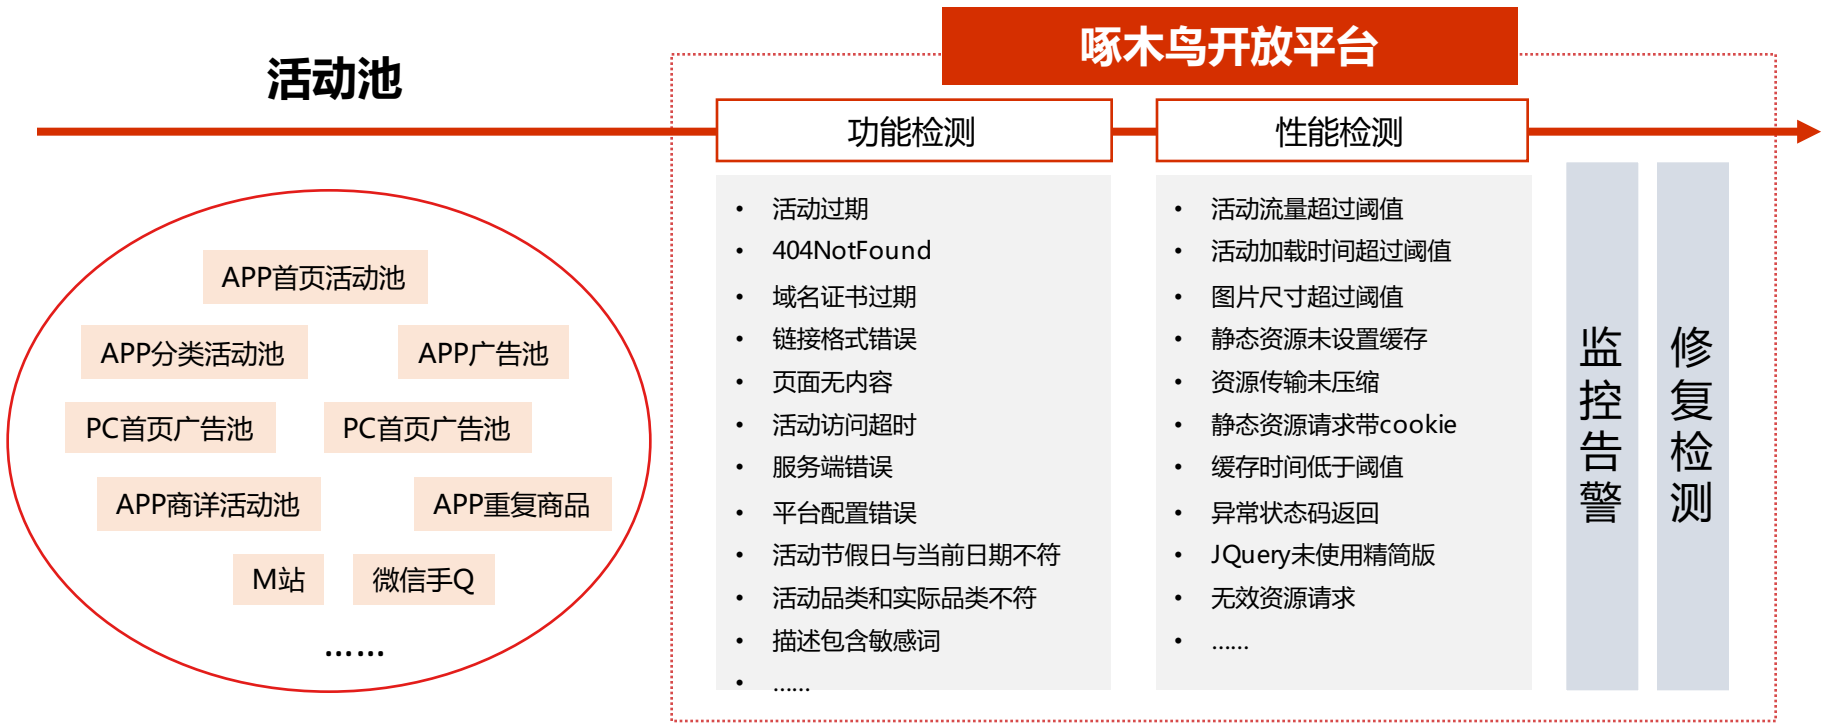 啄木鸟开放平台
活动池
功能检测
性能检测
APP首页活动池
APP分类活动池
APP广告池
PC首页广告池
PC首页广告池
APP商详活动池
APP重复商品
M站
微信手Q
......
• 活动过期
• 404NotFound
• 域名证书过期
• 链接格式错误
• 页面无内容
• 活动访问超时
• 服务端错误
• 平台配置错误
• 活动节假日与当前日期不符
• 活动品类和实际品类不符
• 描述包含敏感词
• ......
• 活动流量超过阈值
• 活动加载时间超过阈值
• 图片尺寸超过阈值
• 静态资源未设置缓存
• 资源传输未压缩
• 静态资源请求带cookie
• 缓存时间低于阈值
• 异常状态码返回
• JQuery未使用精简版
• 无效资源请求
• ......
监控告警
修复检测